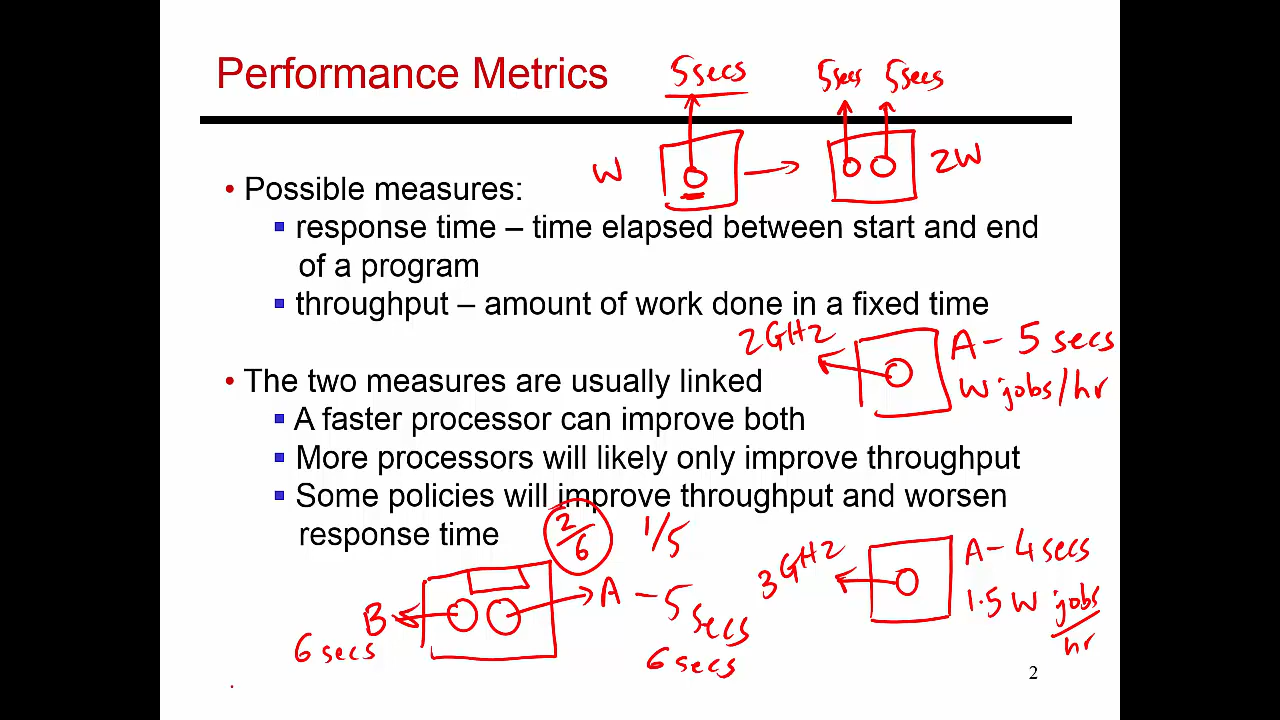 Performance Metrics
5secs
5secs 5secs
W
2W
• Possible measures:
▪ response time – time elapsed between start and end
of a program
▪ throughput – amount of work done in a fixed time
2GHz
A - 5 secs
W jobs/hr
• The two measures are usually linked
▪ A faster processor can improve both
▪ More processors will likely only improve throughput
▪ Some policies will improve throughput and worsen
response time
2/6
1/5
3GHz
A - 4secs
1.5W jobs/hr
B
6 secs
A - 5 secs
6 secs
2